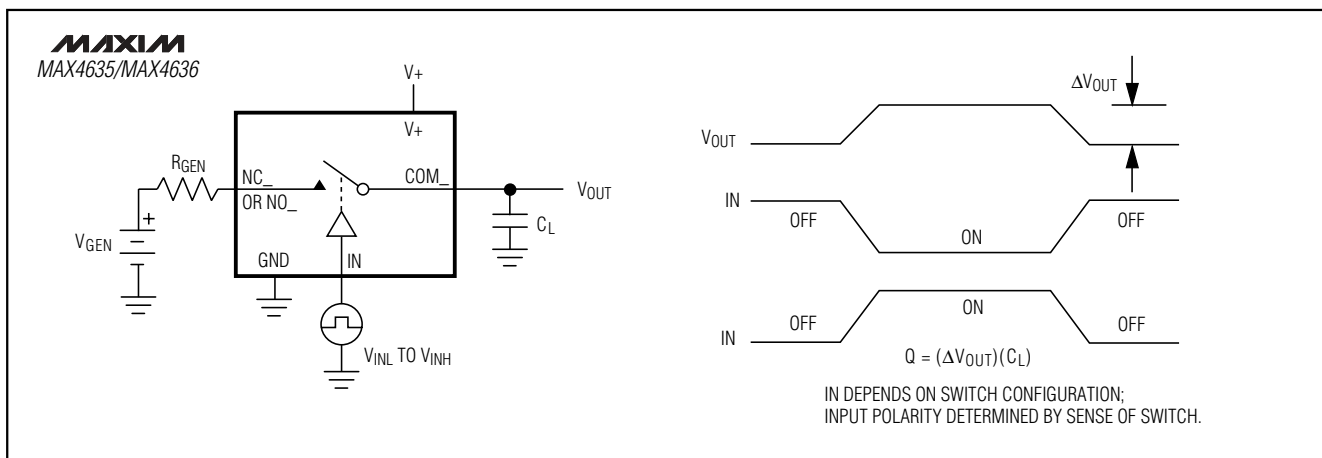 MAXIM
MAX4635/MAX4636
V+
V+
RGEN
NC_
OR NO_
COM_
VOUT
CL
+
VGEN
GND
IN
VINL TO VINH
ΔVOUT
VOUT
IN
OFF
ON
OFF
IN
OFF
ON
OFF
Q = (ΔVOUT)(CL)
IN DEPENDS ON SWITCH CONFIGURATION;
INPUT POLARITY DETERMINED BY SENSE OF SWITCH.